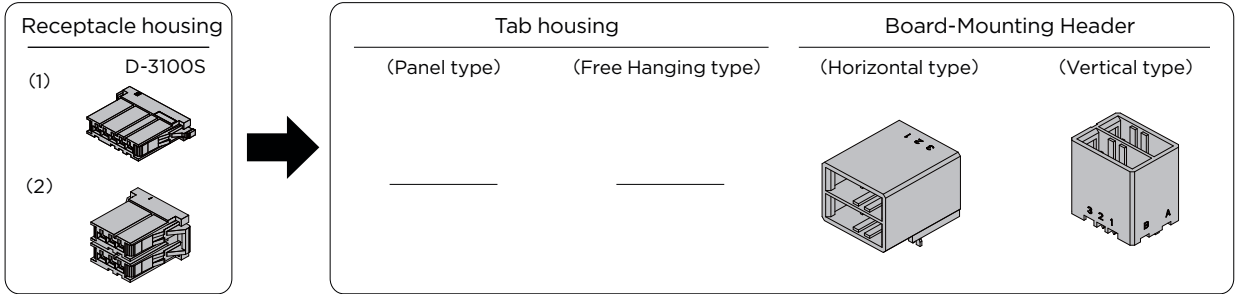 Receptacle housing
Tab housing
Board-Mounting Header
D-3100S
(Panel type)
(Free Hanging type)
(Horizontal type)
(Vertical type)
(1)
(2)
3 2 1
3 2 1
B
A